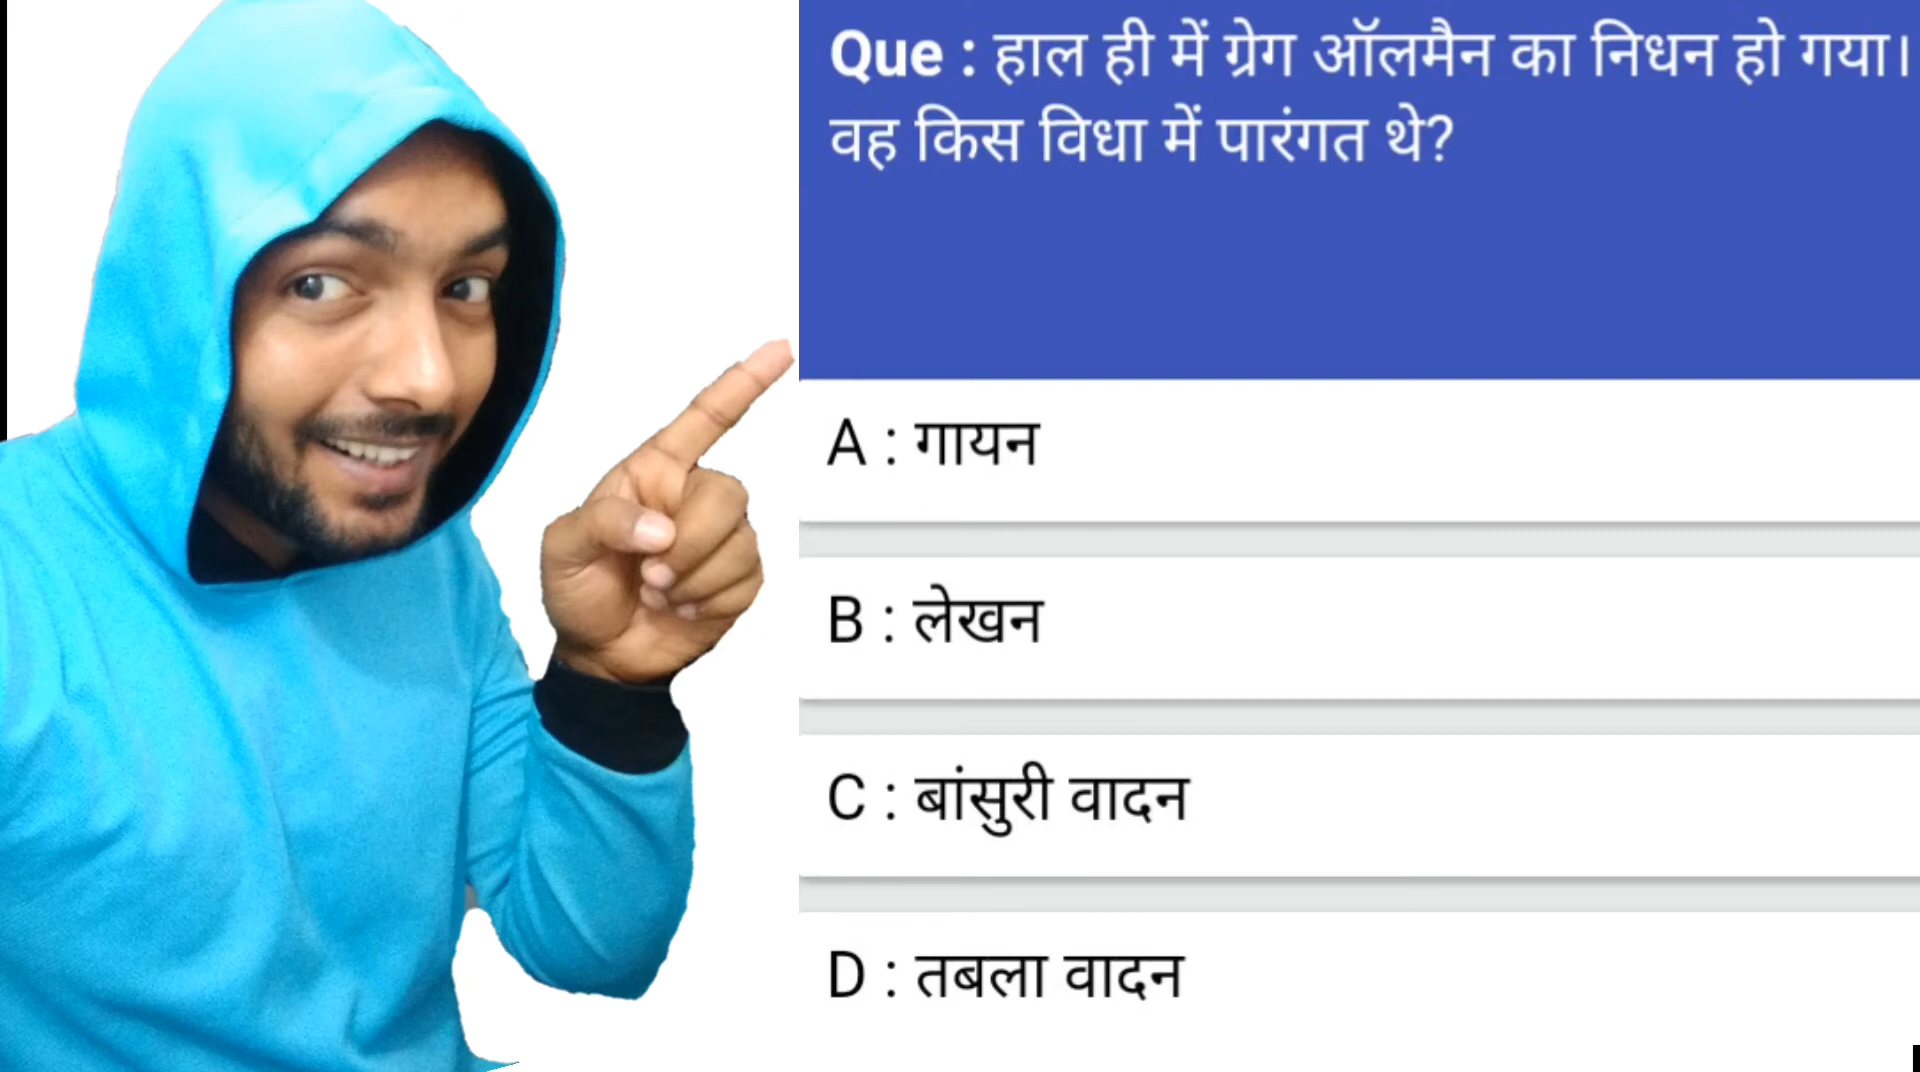 Que : हाल ही में ग्रेग ऑलमैन का निधन हो गया।
वह किस विधा में पारंगत थे?
A : गायन
B : लेखन
C : बांसुरी वादन
D : तबला वादन